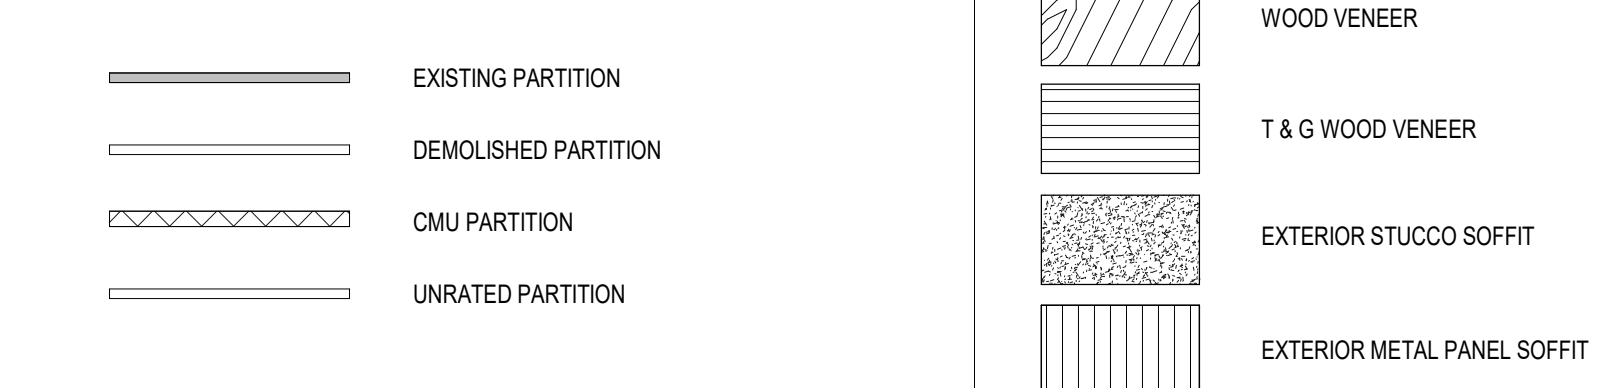 EXISTING PARTITION
DEMOLISHED PARTITION
CMU PARTITION
UNRATED PARTITION
WOOD VENEER
T & G WOOD VENEER
EXTERIOR STUCCO SOFFIT
EXTERIOR METAL PANEL SOFFIT